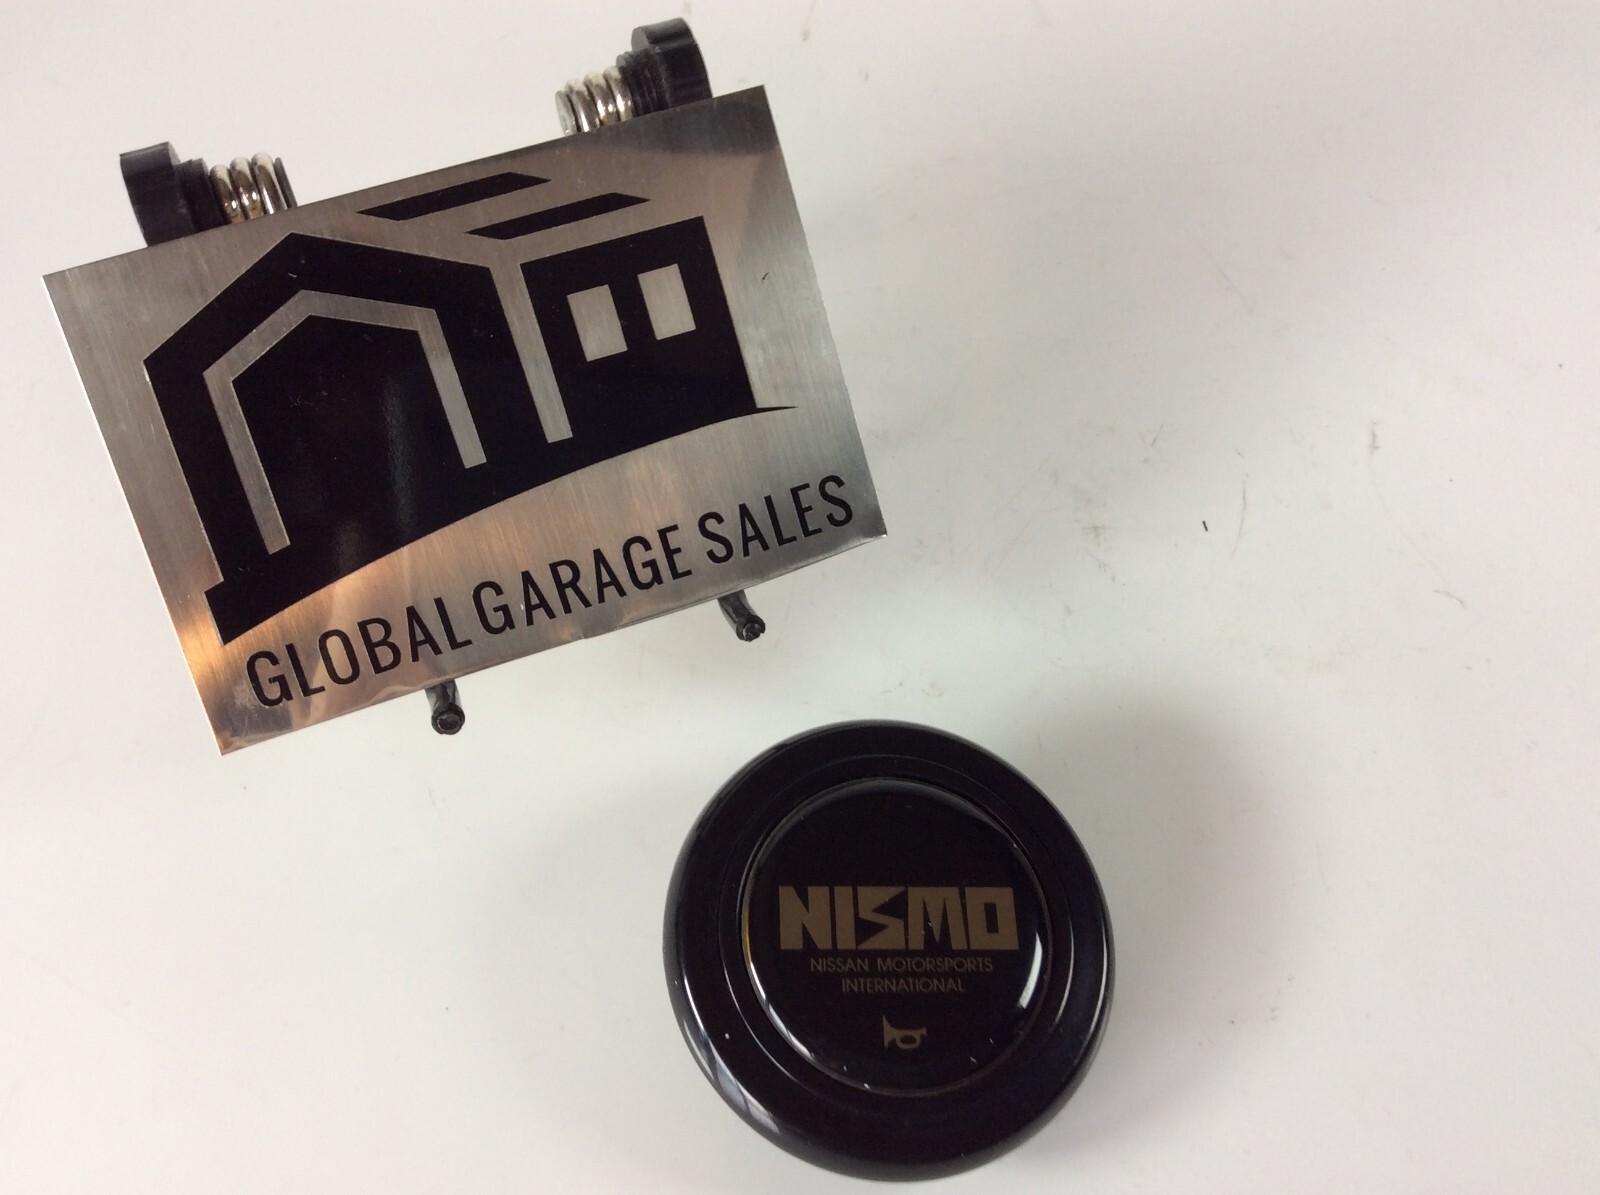 GLOBAL GARAGE SALES
NISMO
NISSAN MOTORSPORTS
INTERNATIONAL